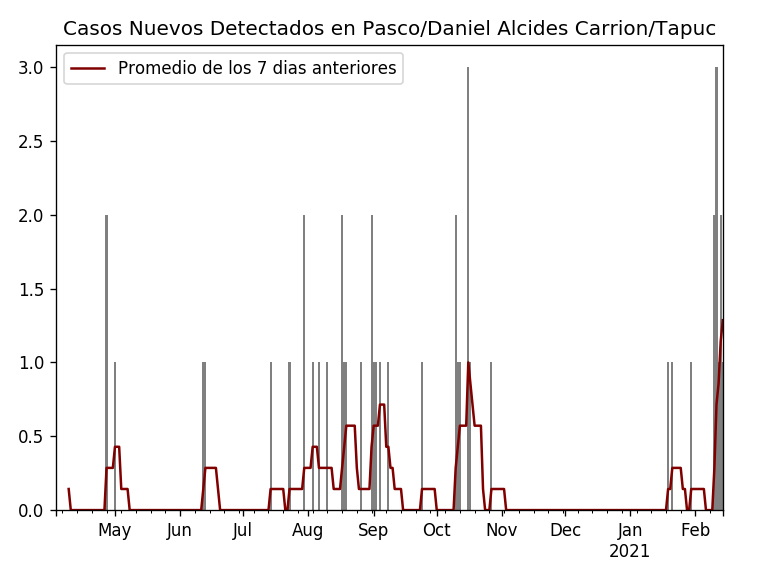 Casos Nuevos Detectados en Pasco/Daniel Alcides Carrion/Tapuc
Promedio de los 7 dias anteriores
3.0
2.5
2.0
1.5
1.0
0.5
0.0
May Jun Jul Aug Sep Oct Nov Dec Jan Feb
2021